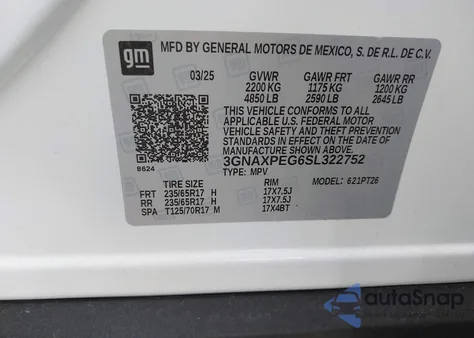 gm MFD BY GENERAL MOTORS DE MEXICO, S. DE R.L. DE C.V.
03/25 GVWR GAWR FRT GAWR RR
2200 KG 1175 KG 1200 KG
4850 LB 2590 LB 2645 LB
THIS VEHICLE CONFORMS TO ALL
APPLICABLE U.S. FEDERAL MOTOR
VEHICLE SAFETY AND THEFT PREVENTION
STANDARDS IN EFFECT ON THE DATE OF
MANUFACTURE SHOWN ABOVE.
8624 3GNAXPEG6SL322752
TYPE: MPV MODEL: 621PT26
TIRE SIZE RIM
FRT 235/65R17 H 17X7.5J
RR 235/65R17 H 17X7.5J
SPA T125/70R17 M 17X4BT
autoSnap